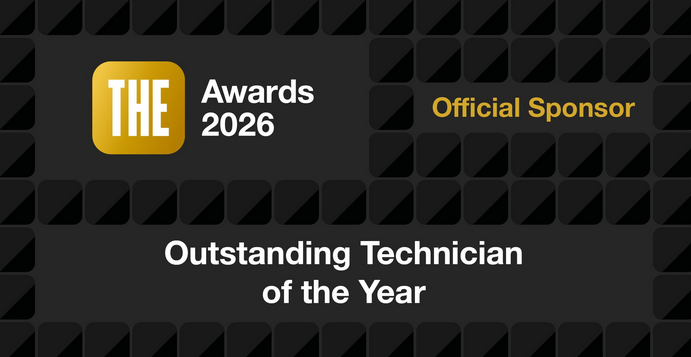 THE
Awards
2026
Official Sponsor
Outstanding Technician
of the Year